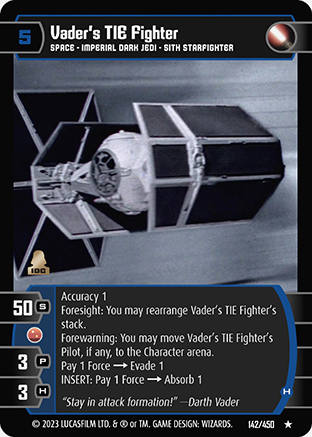 5 Vader's TIE Fighter
SPACE - IMPERIAL DARK JEDI - SITH STARFIGHTER
IDC
50 S
3 P
3 H
Accuracy 1
Foresight: You may rearrange Vader's TIE Fighter's
stack.
Forewarning: You may move Vader's TIE Fighter's
Pilot, if any, to the Character arena.
Pay 1 Force → Evade 1
INSERT: Pay 1 Force → Absorb 1
"Stay in attack formation!" —Darth Vader
H
© 2023 LUCASFILM LTD. & ® or TM. GAME DESIGN: WIZARDS. 142/450 ★